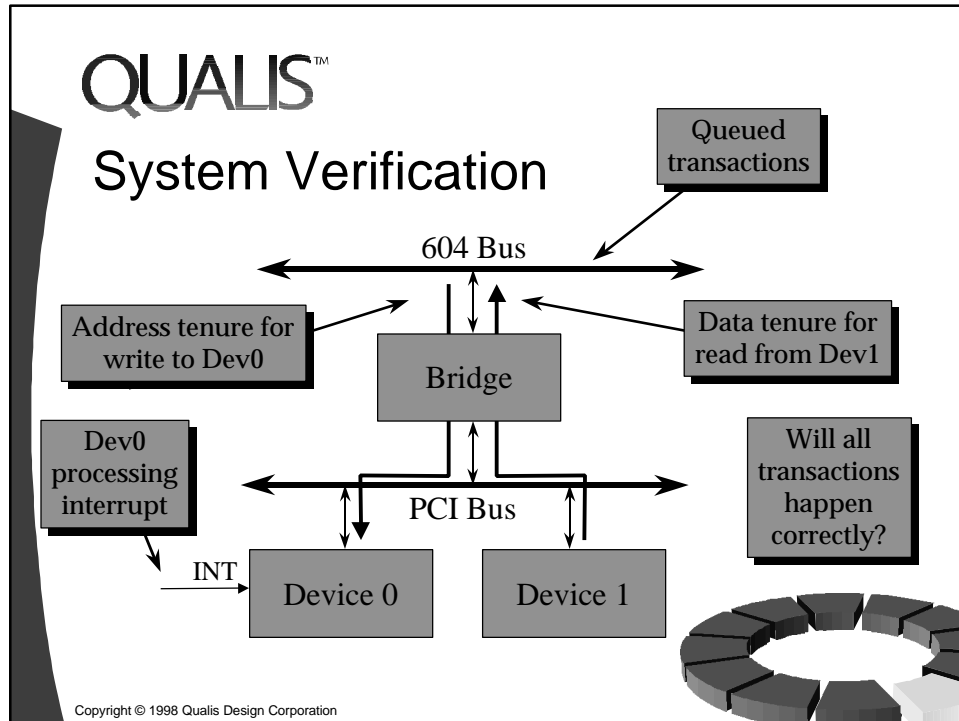 QUALIS™
System Verification
Queued
transactions
604 Bus
Address tenure for
write to Dev0
Data tenure for
read from Dev1
Bridge
Dev0
processing
interrupt
Will all
transactions
happen
correctly?
PCI Bus
INT
Device 0
Device 1
Copyright © 1998 Qualis Design Corporation